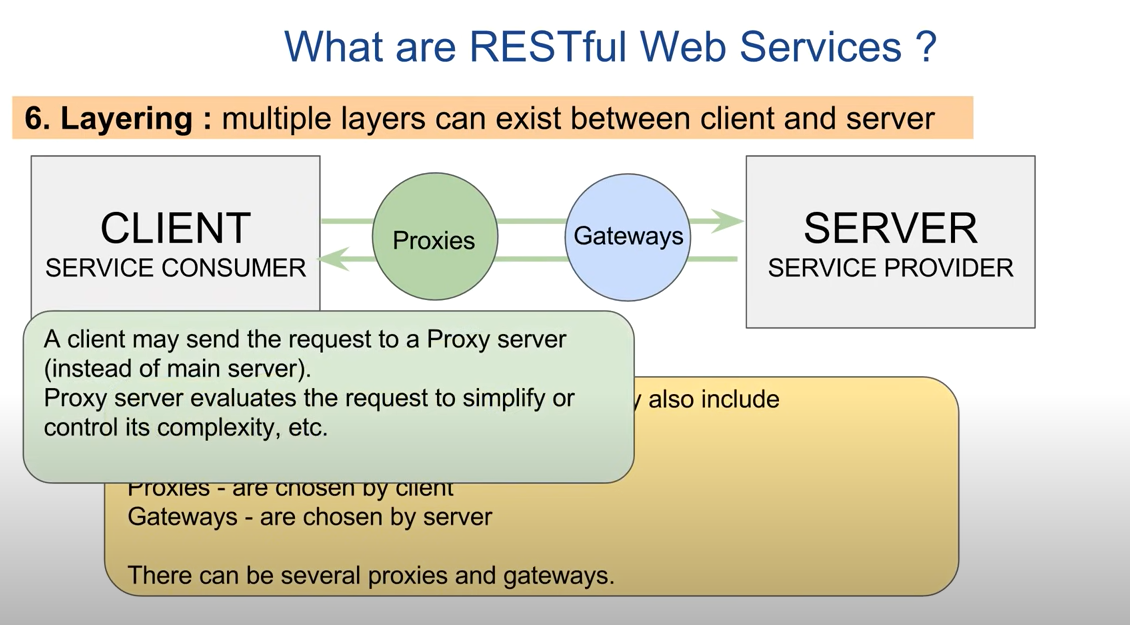 What are RESTful Web Services ?
6. Layering : multiple layers can exist between client and server
CLIENT
SERVICE CONSUMER
Proxies
Gateways
SERVER
SERVICE PROVIDER
A client may send the request to a Proxy server
(instead of main server).
Proxy server evaluates the request to simplify or
control its complexity, etc.
also include
Proxies - are chosen by client
Gateways - are chosen by server
There can be several proxies and gateways.